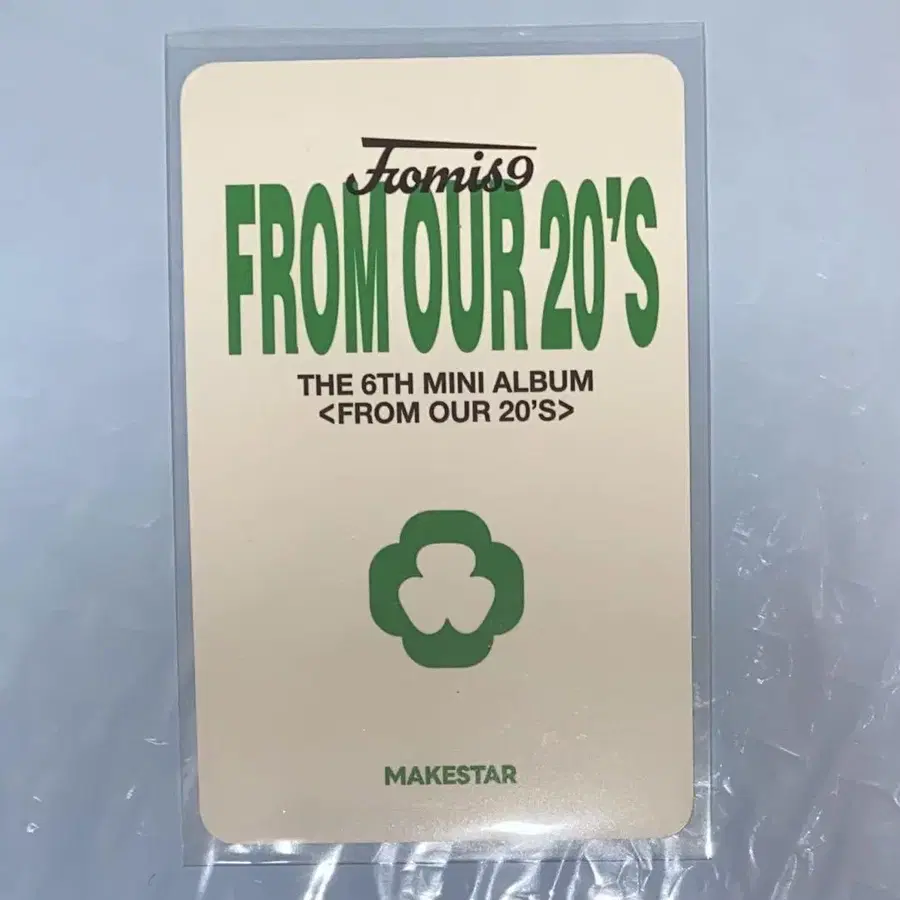 fromis9
FROM OUR 20'S
THE 6TH MINI ALBUM
<FROM OUR 20'S>
MAKESTAR